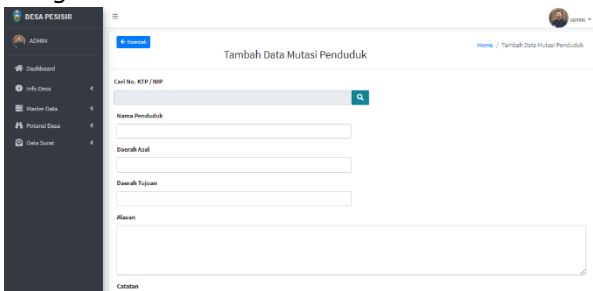 DESA PESISIR
ADMIN
ADMIN
Kembali
Home / Tambah Data Mutasi Penduduk
Tambah Data Mutasi Penduduk
Dashboard
Info Desa
Master Data
Potensi Desa
Data Surat
Cari No. KTP / NIP
Nama Penduduk
Daerah Asal
Daerah Tujuan
Alasan
Catatan